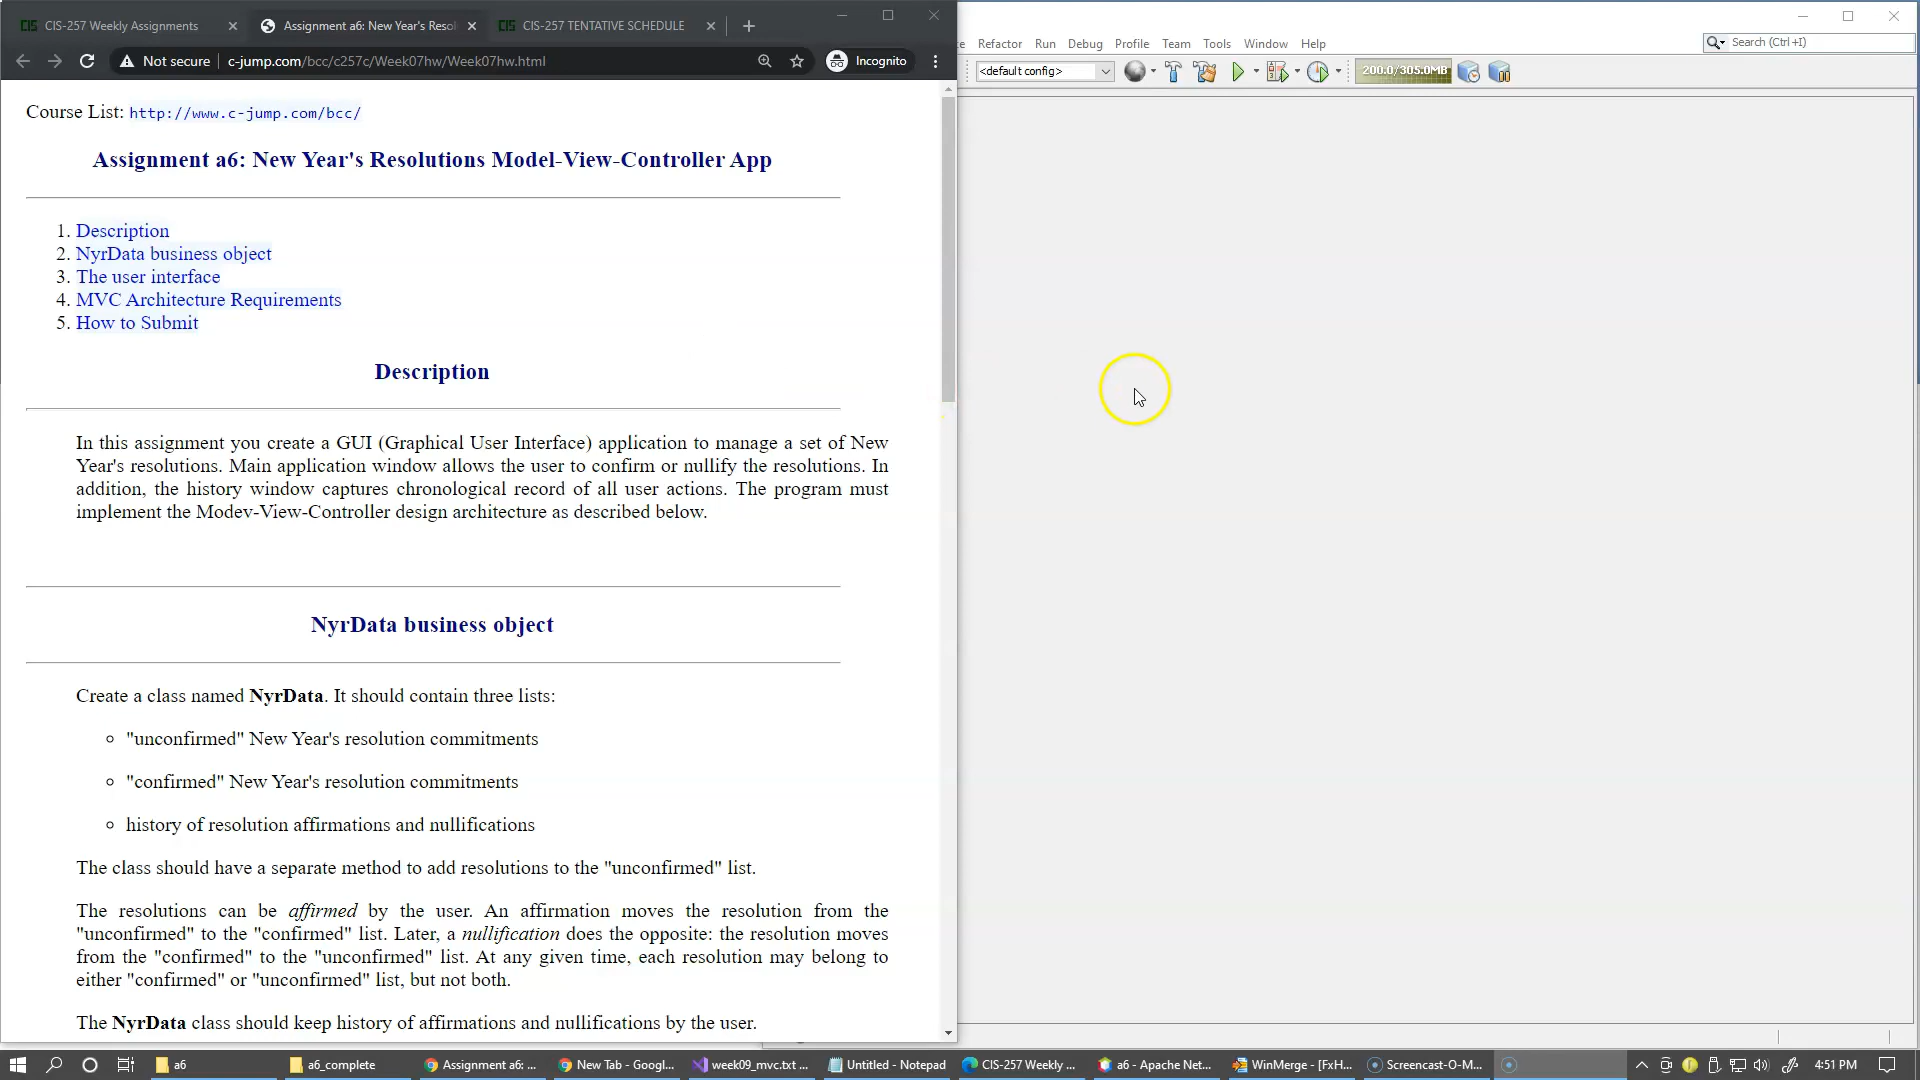 CIS-257 Weekly Assignments
Assignment a6: New Year's Resol
CIS-257 TENTATIVE SCHEDULE
Not secure
c-jump.com/bcc/c257c/Week07hw/Week07hw.html
Incognito
Refactor Run Debug Profile Team Tools Window Help
Search (Ctrl+I)
<default config>
200.0/305.0MB
Course List: http://www.c-jump.com/bcc/
Assignment a6: New Year's Resolutions Model-View-Controller App
1. Description
2. NyrData business object
3. The user interface
4. MVC Architecture Requirements
5. How to Submit
Description
In this assignment you create a GUI (Graphical User Interface) application to manage a set of New
Year's resolutions. Main application window allows the user to confirm or nullify the resolutions. In
addition, the history window captures chronological record of all user actions. The program must
implement the Modev-View-Controller design architecture as described below.
NyrData business object
Create a class named NyrData. It should contain three lists:
"unconfirmed" New Year's resolution commitments
"confirmed" New Year's resolution commitments
history of resolution affirmations and nullifications
The class should have a separate method to add resolutions to the "unconfirmed" list.
The resolutions can be affirmed by the user. An affirmation moves the resolution from the
"unconfirmed" to the "confirmed" list. Later, a nullification does the opposite: the resolution moves
from the "confirmed" to the "unconfirmed" list. At any given time, each resolution may belong to
either "confirmed" or "unconfirmed" list, but not both.
The NyrData class should keep history of affirmations and nullifications by the user.
a6
a6_complete
Assignment a6: ...
New Tab - Googl...
week09_mvc.txt ...
Untitled - Notepad
CIS-257 Weekly ...
a6 - Apache Net...
WinMerge - [FxH...
Screencast-O-M...
4:51 PM